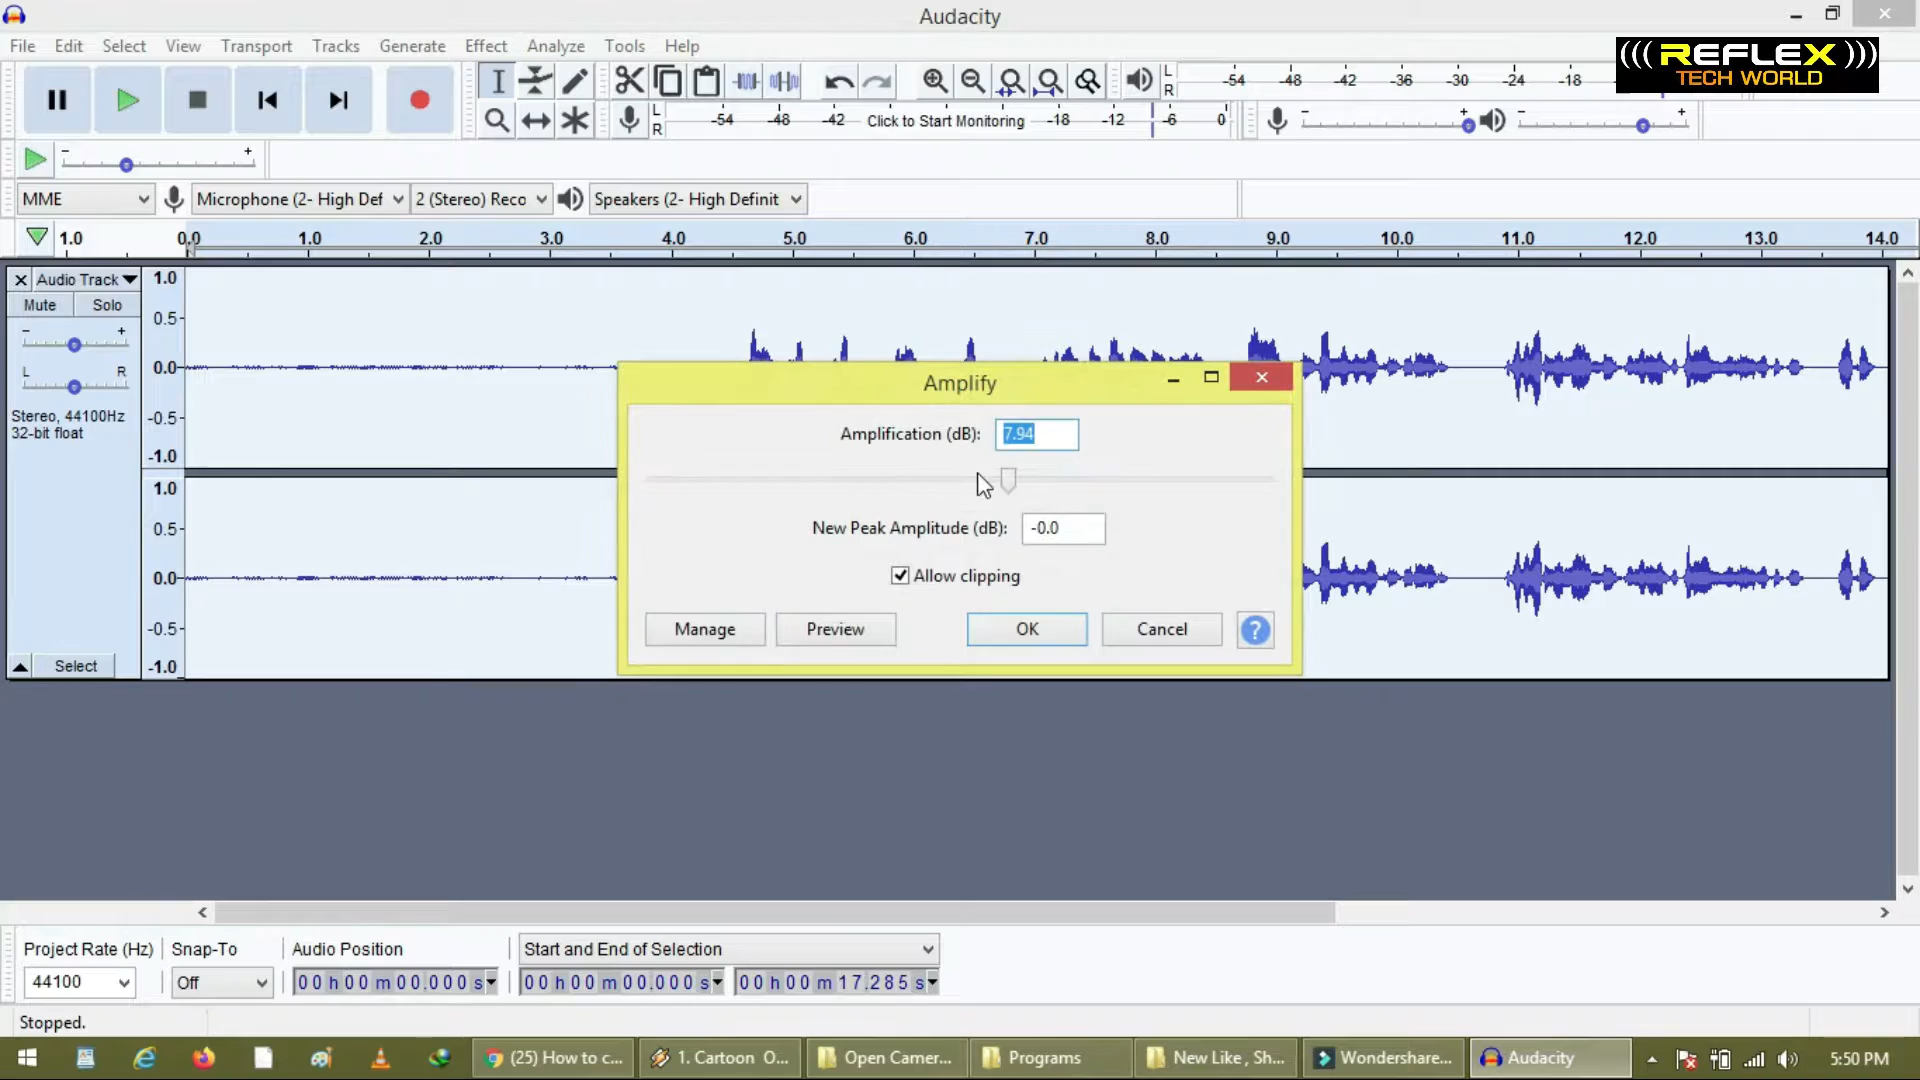 Audacity
File Edit Select View Transport Tracks Generate Effect Analyze Tools Help
(((REFLEX)))
TECH WORLD
L
R
-54 -48 -42 -36 -30 -24 -18
L
R
-54 -48 -42 Click to Start Monitoring -18 -12 -6 0
- + - +
- +
MME Microphone (2- High Def 2 (Stereo) Reco Speakers (2- High Definit
1.0 0.0 1.0 2.0 3.0 4.0 5.0 6.0 7.0 8.0 9.0 10.0 11.0 12.0 13.0 14.0
Audio Track
Mute Solo
- +
L R
Stereo, 44100Hz
32-bit float
Select
1.0
0.5-
0.0-
-0.5-
-1.0
1.0
0.5-
0.0-
-0.5-
-1.0
Amplify
Amplification (dB): 7.94
New Peak Amplitude (dB): -0.0
Allow clipping
Manage Preview OK Cancel ?
Project Rate (Hz) Snap-To Audio Position Start and End of Selection
44100 Off 00 h 00 m 00.000 s 00 h 00 m 00.000 s 00 h 00 m 17.285 s
Stopped.
(25) How to c... 1. Cartoon O... Open Camer... Programs New Like , Sh... Wondershare... Audacity 5:50 PM